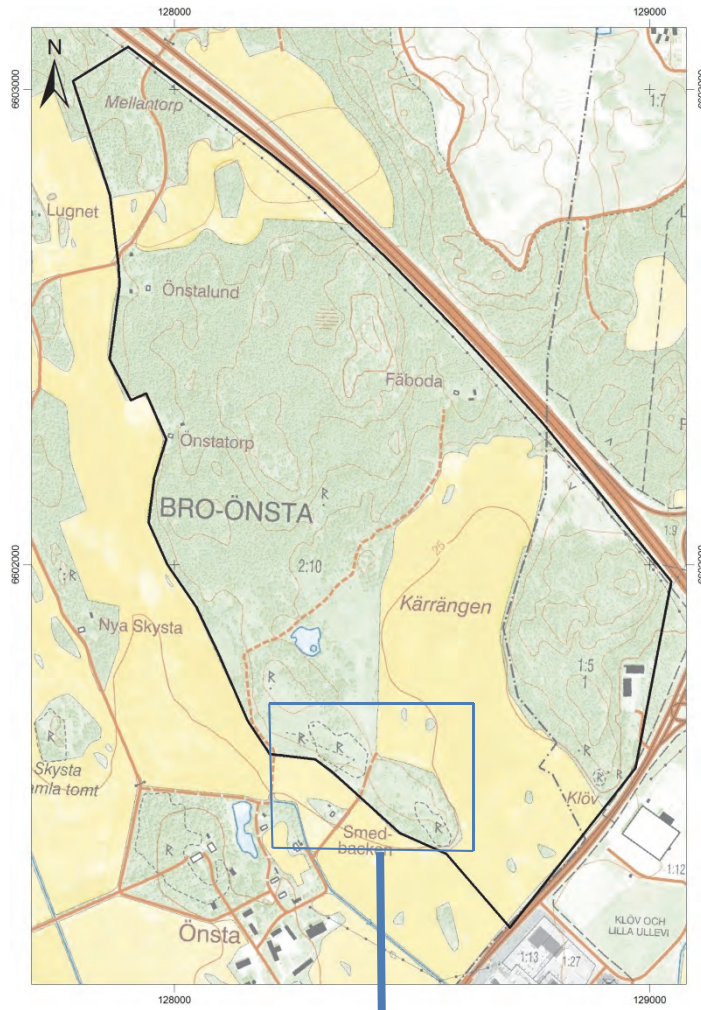 128000
129000
N
6603000
Mellantorp
1:7
Lugnet
Önstalund
Fäboda
Önstatorp
R
BRO-ÖNSTA
25
1:9
6602000
2:10
R
Kärrängen
Nya Skysta
1:5
1
R
R
R R
R
Skysta
amla tomt
Klöv
R
R
Smed-
backen
R
1:12
Önsta
KLÖV OCH
LILLA ULLEVI
1:13
1:27
128000
129000